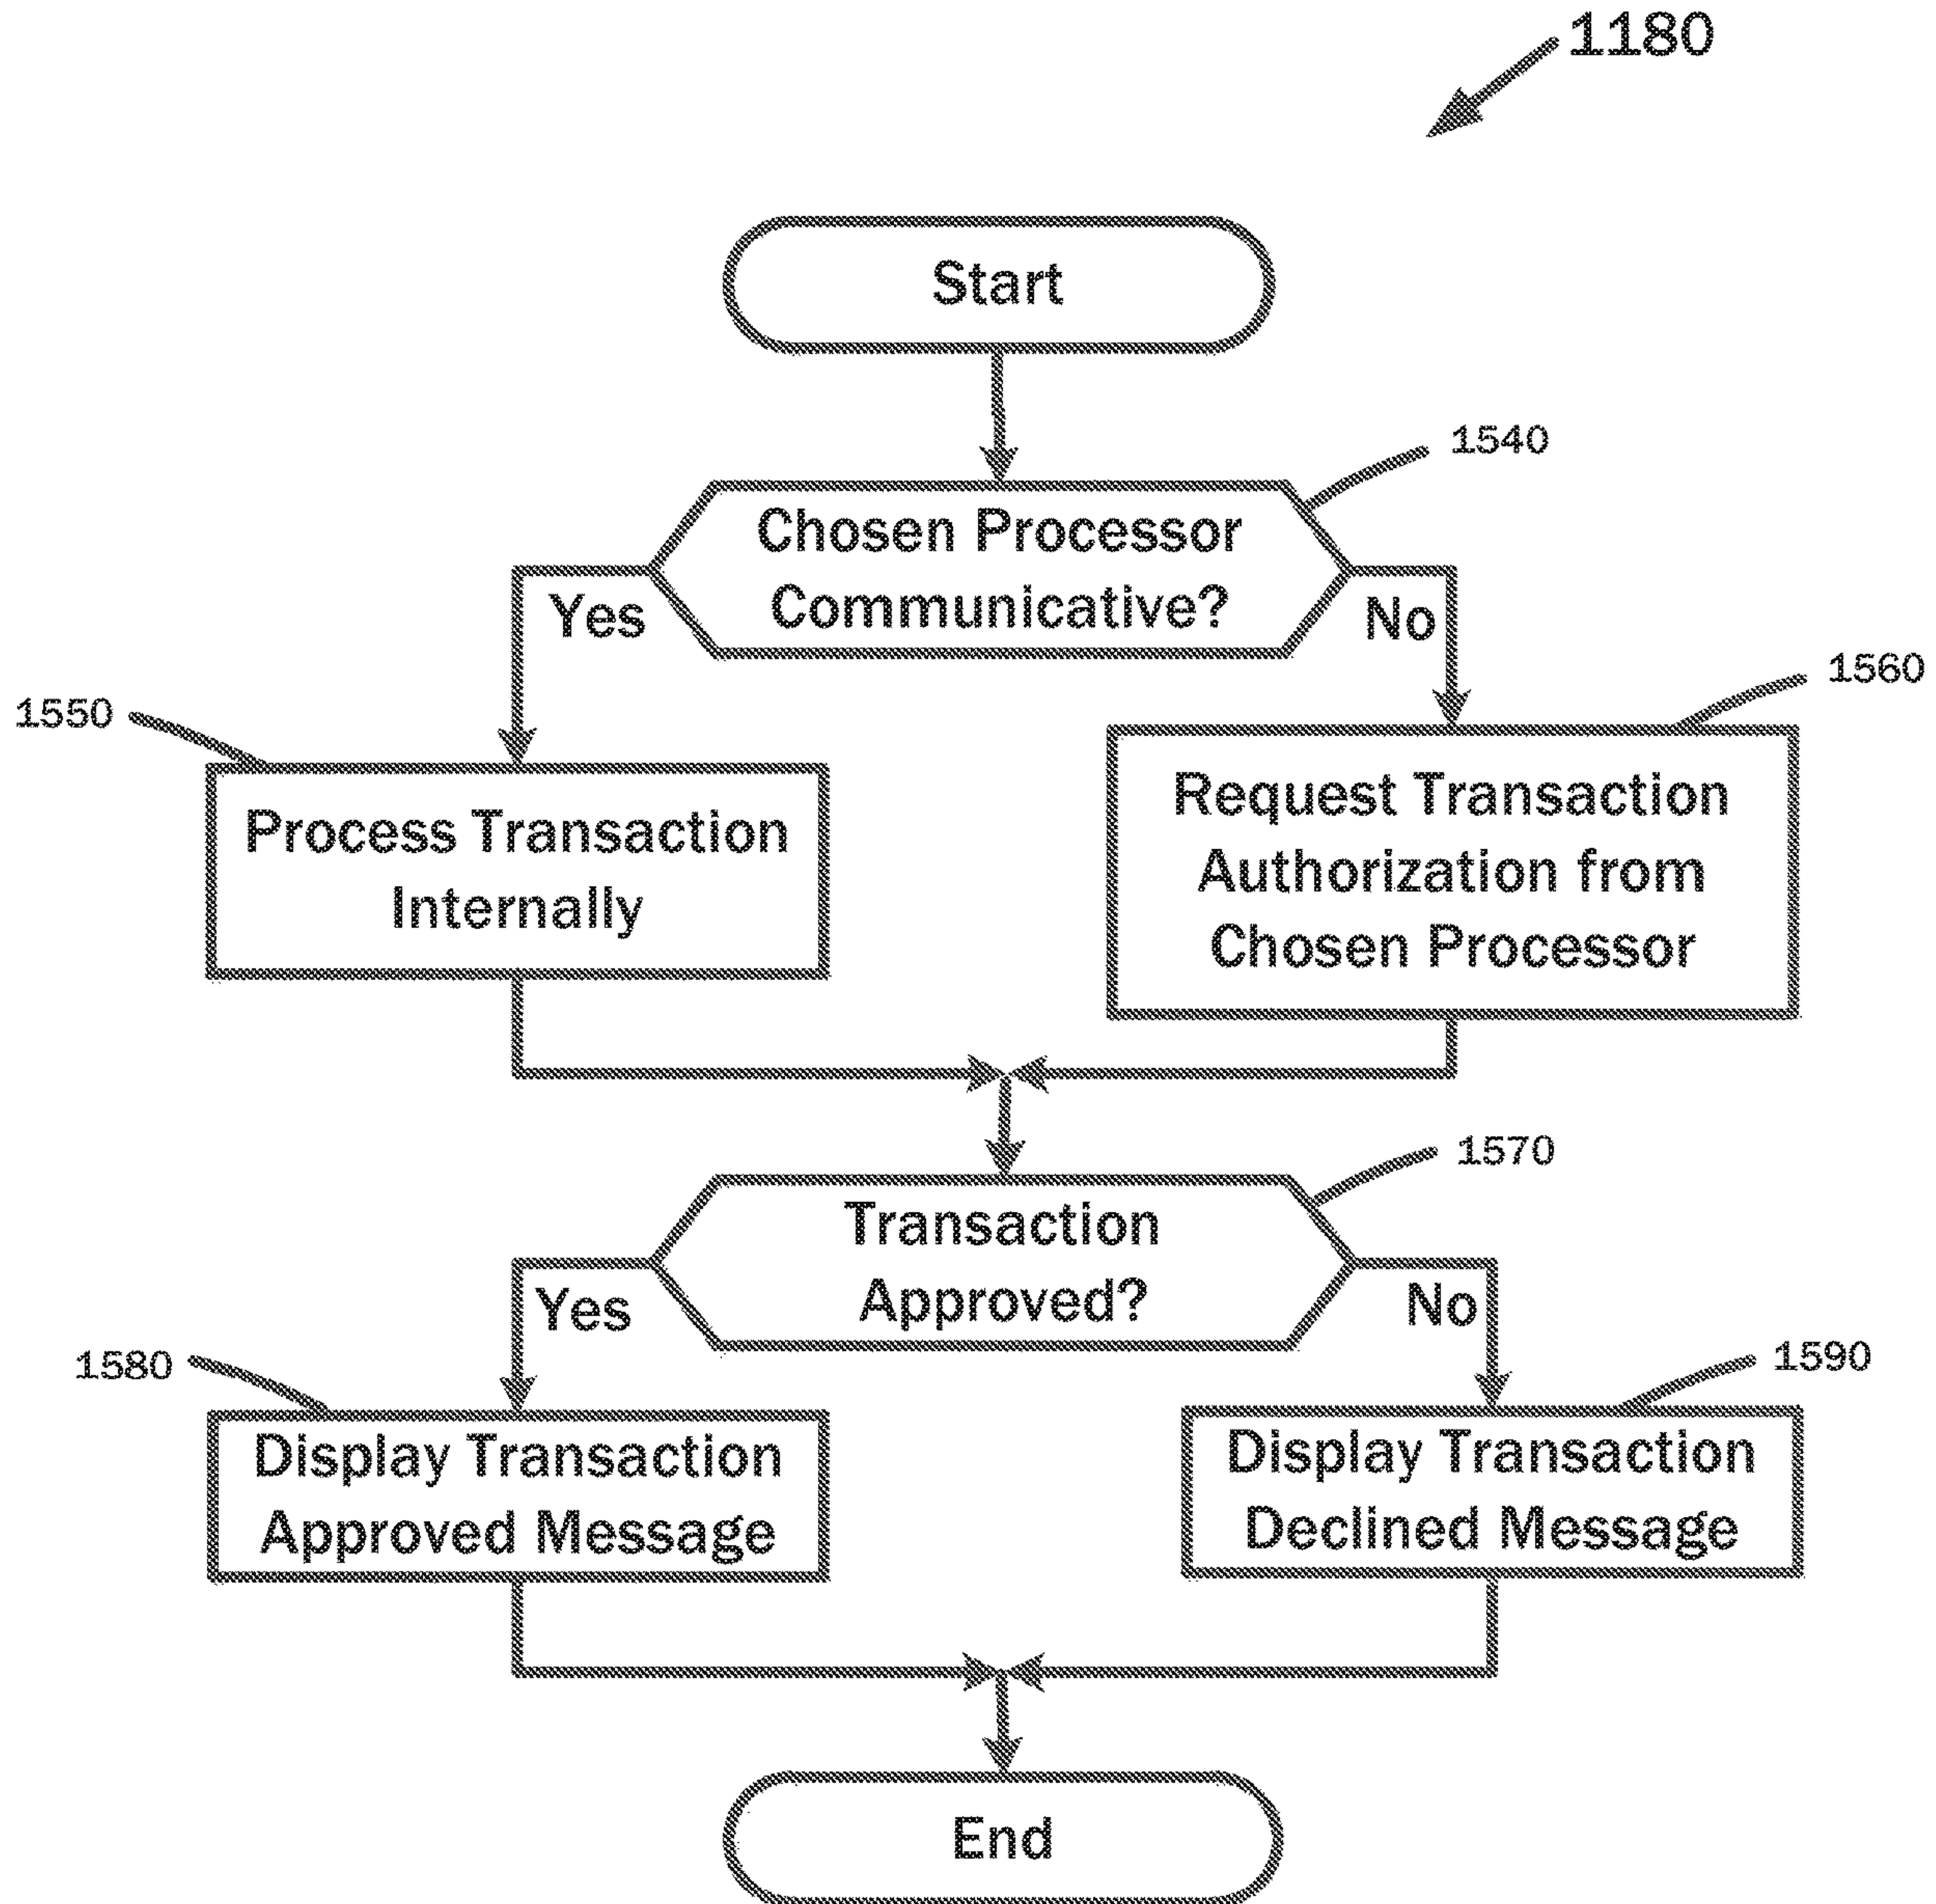 1180
Start
1540
Chosen Processor
Communicative?
Yes
No
1550
1560
Process Transaction
Internally
Request Transaction
Authorization from
Chosen Processor
1570
Transaction
Approved?
Yes
No
1580
1590
Display Transaction
Approved Message
Display Transaction
Declined Message
End